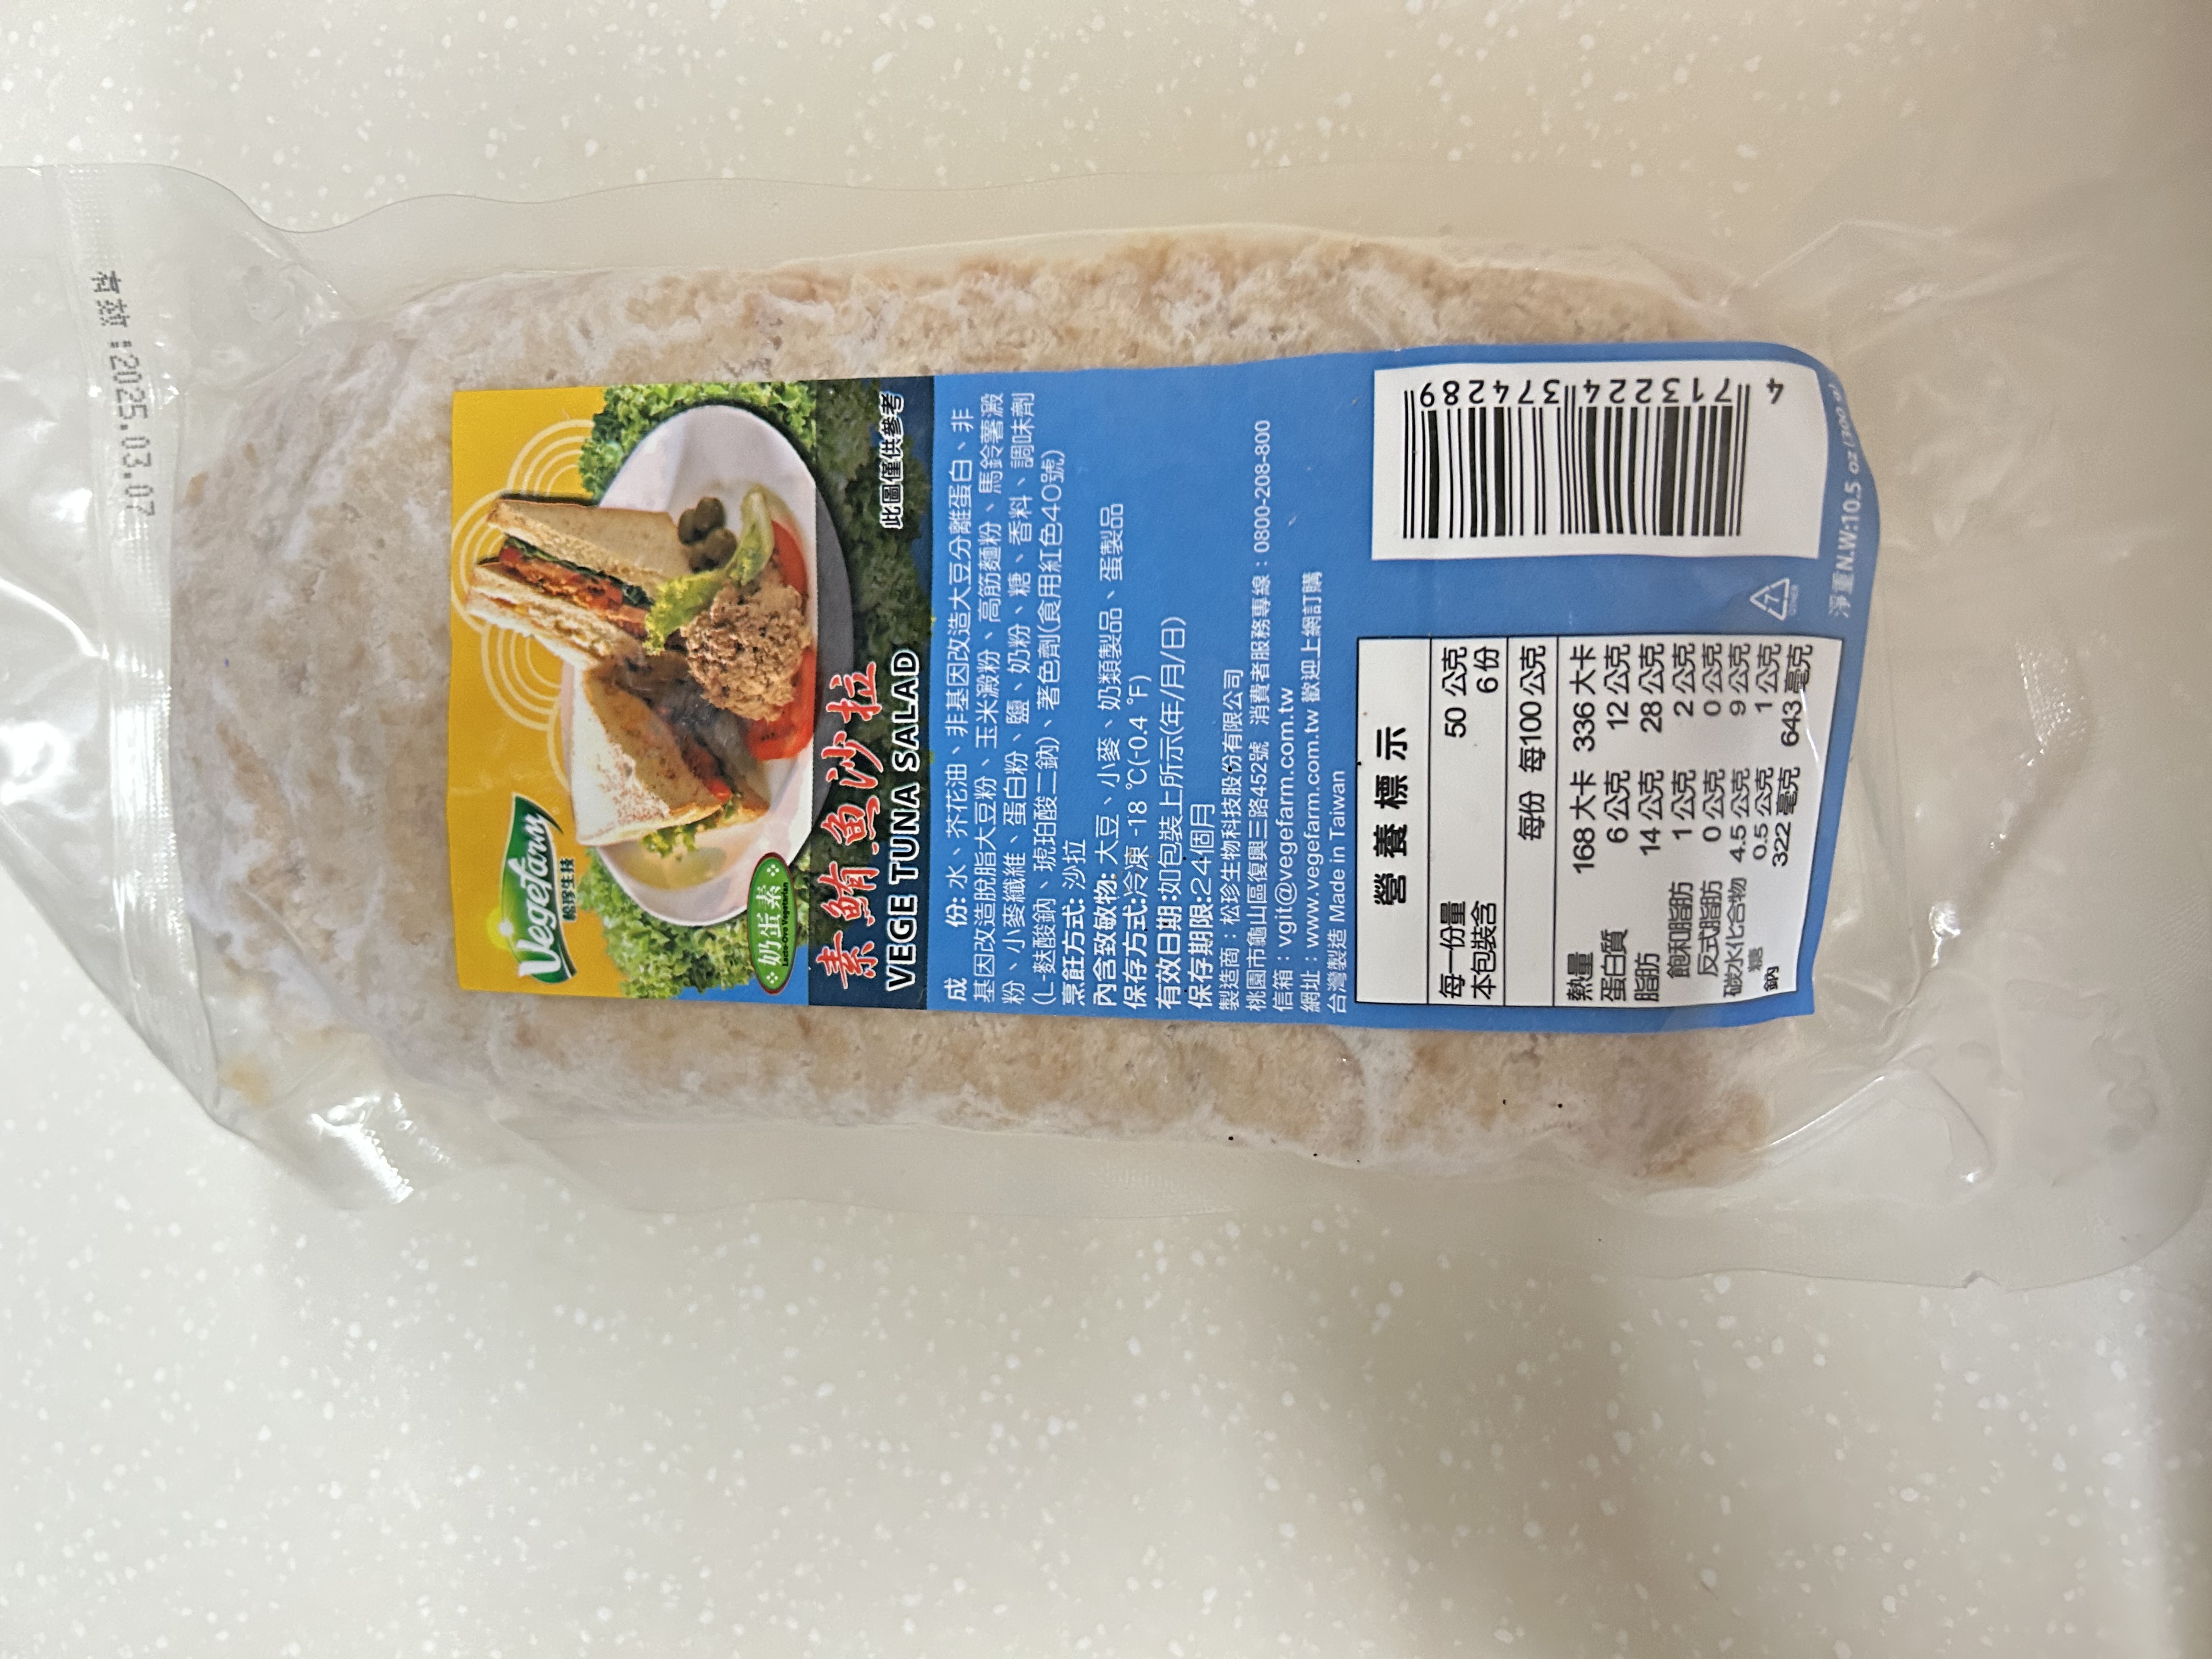 有效:2025.03.07
Vegefarm
松珍生技
奶蛋素
Lacto-Ovo Vegetarian
素鮪魚沙拉
VEGE TUNA SALAD
此圖僅供參考
成 份:水、芥花油、非基因改造大豆分離蛋白、非
基因改造脫脂大豆粉、玉米澱粉、高筋麵粉、馬鈴薯澱
粉、小麥纖維、蛋白粉、鹽、奶粉、糖、香料、調味劑
(L-麩酸鈉、琥珀酸二鈉)、著色劑(食用紅色40號)
烹飪方式:沙拉
內含致敏物:大豆、小麥、奶類製品、蛋製品
保存方式:冷凍-18℃(-0.4℉)
有效日期:如包裝上所示(年/月/日)
保存期限:24個月
製造商:松珍生物科技股份有限公司
桃園市龜山區復興三路452號 消費者服務專線:0800-208-800
信箱:vgit@vegefarm.com.tw
網址:www.vegefarm.com.tw 歡迎上網訂購
台灣製造 Made in Taiwan
營養標示
每一份量 50 公克
本包裝含 6 份
每份 每100公克
熱量 168 大卡 336 大卡
蛋白質 6 公克 12 公克
脂肪 14 公克 28 公克
飽和脂肪 1 公克 2 公克
反式脂肪 0 公克 0 公克
碳水化合物 4.5 公克 9 公克
糖 0.5 公克 1 公克
鈉 322 毫克 643 毫克
7
OTHER
4 713224 374289
淨重N.W:10.5 oz (300 g)